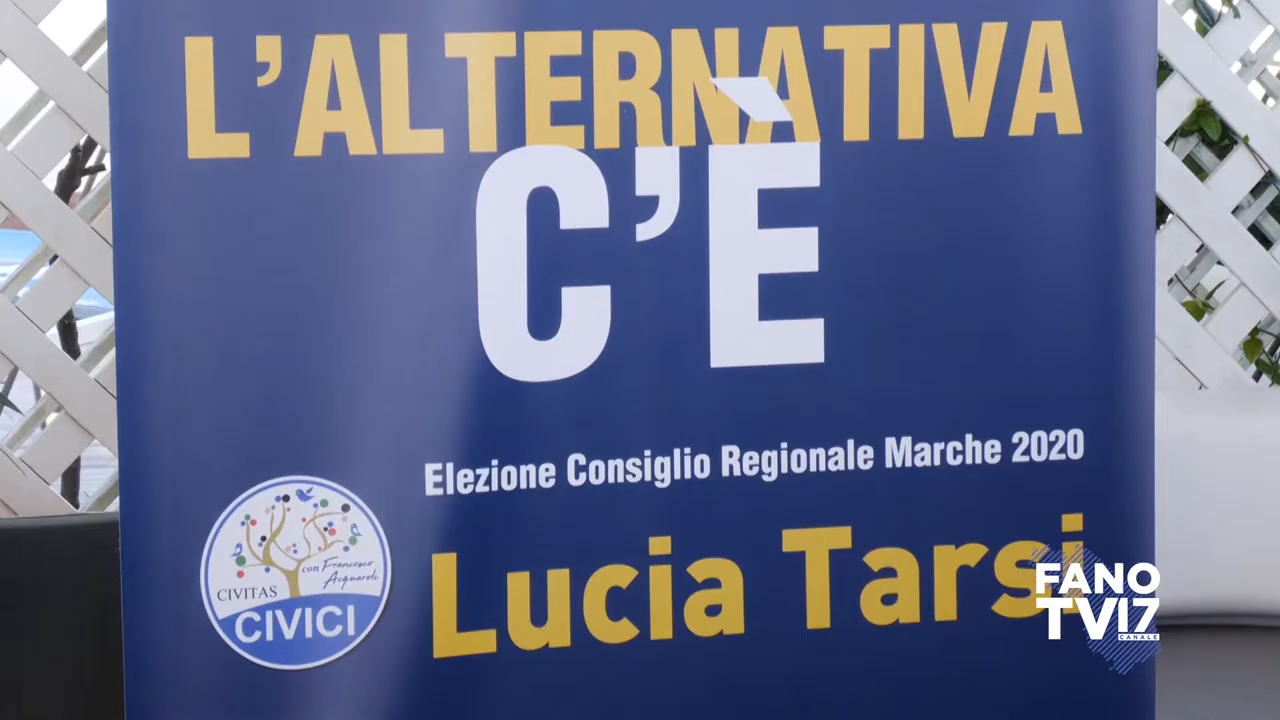 L'ALTERNATIVA
C'È
Elezione Consiglio Regionale Marche 2020
Lucia Tarsi
con Francesco
Acquaroli
CIVITAS
CIVICI
FANO
TV17
CANALE